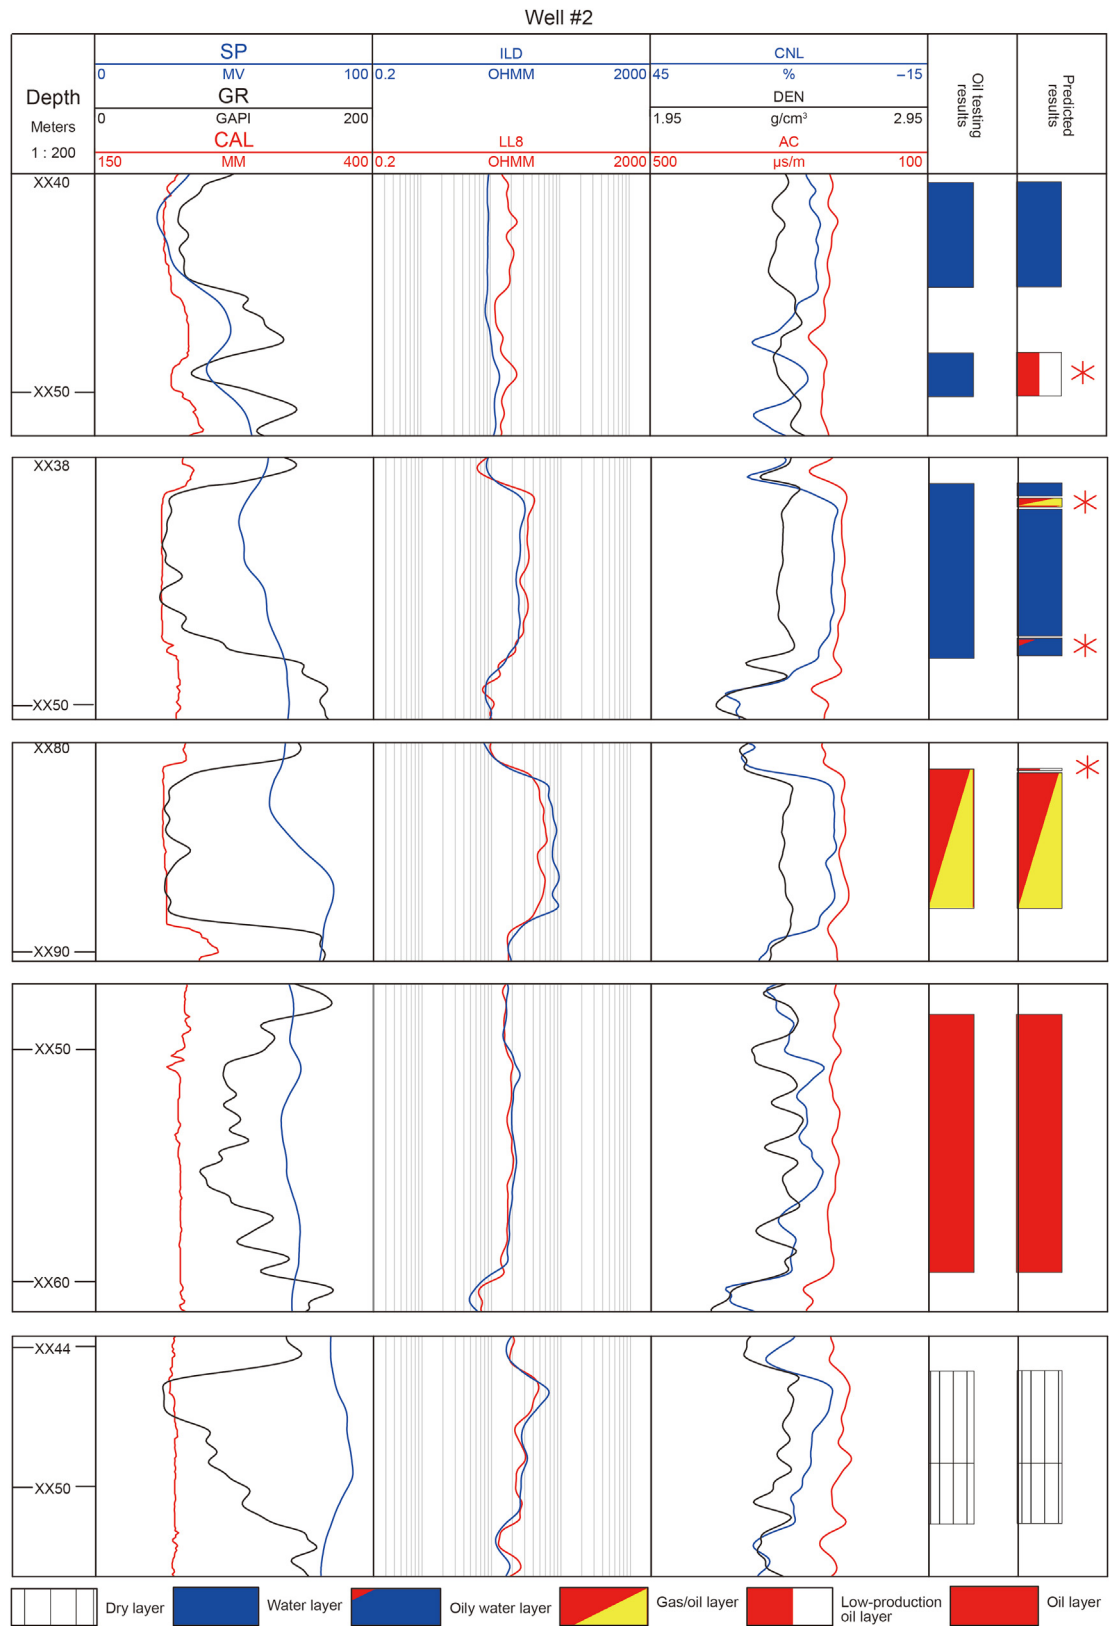 Well #2
Depth
Meters
1 : 200
SP
0 MV 100
GR
0 GAPI 200
CAL
150 MM 400
ILD
0.2 OHMM 2000
LL8
0.2 OHMM 2000
CNL
45 % −15
DEN
1.95 g/cm³ 2.95
AC
500 µs/m 100
Oil testing
results
Predicted
results
XX40
XX50
XX38
XX50
XX80
XX90
XX50
XX60
XX44
XX50
Dry layer
Water layer
Oily water layer
Gas/oil layer
Low-production
oil layer
Oil layer